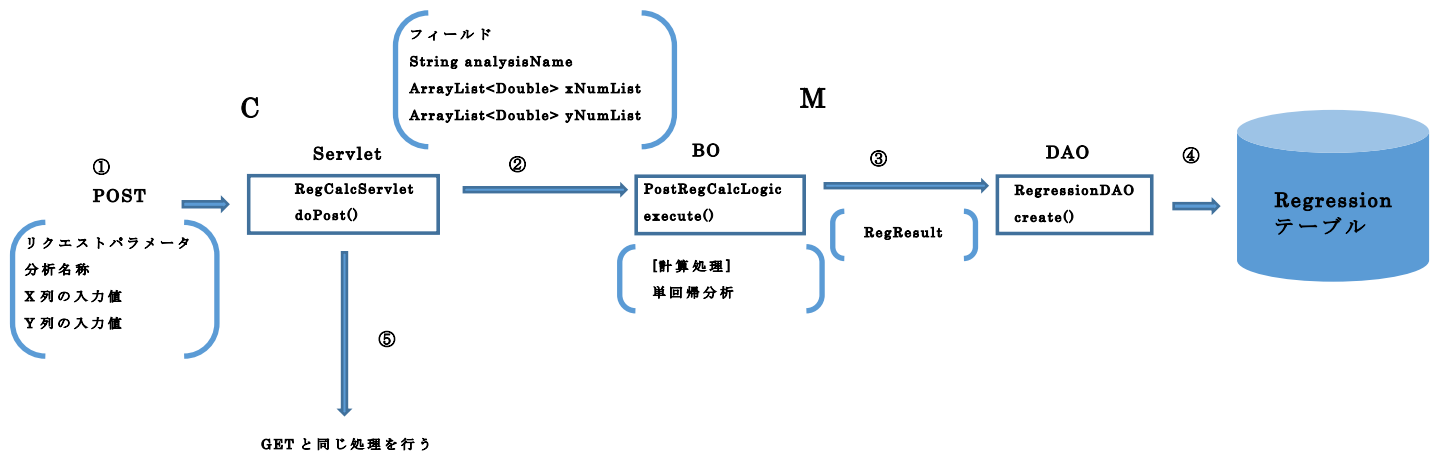 フィールド
String analysisName
ArrayList<Double> xNumList
ArrayList<Double> yNumList
C
M
Servlet
BO
DAO
①
POST
②
③
④
RegCalcServlet
doPost()
PostRegCalcLogic
execute()
RegressionDAO
create()
Regression
テーブル
リクエストパラメータ
分析名称
X列の入力値
Y列の入力値
[計算処理]
単回帰分析
RegResult
⑤
GETと同じ処理を行う